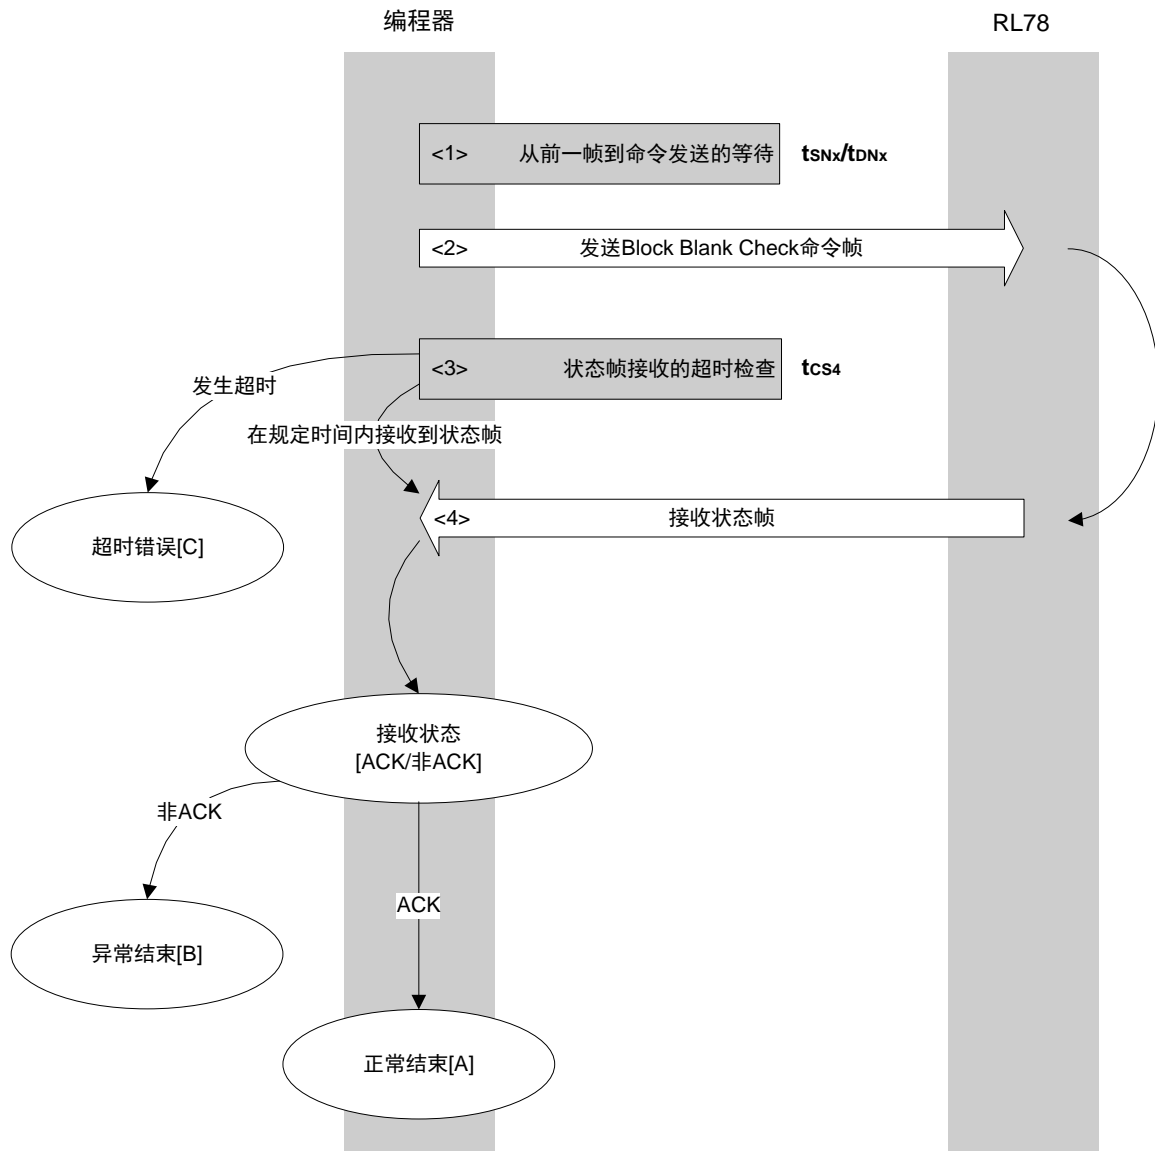 编程器
RL78
<1> 从前一帧到命令发送的等待 tSNx/tDNx
<2> 发送Block Blank Check命令帧
<3> 状态帧接收的超时检查 tCS4
发生超时
在规定时间内接收到状态帧
<4> 接收状态帧
超时错误[C]
接收状态
[ACK/非ACK]
非ACK
ACK
异常结束[B]
正常结束[A]